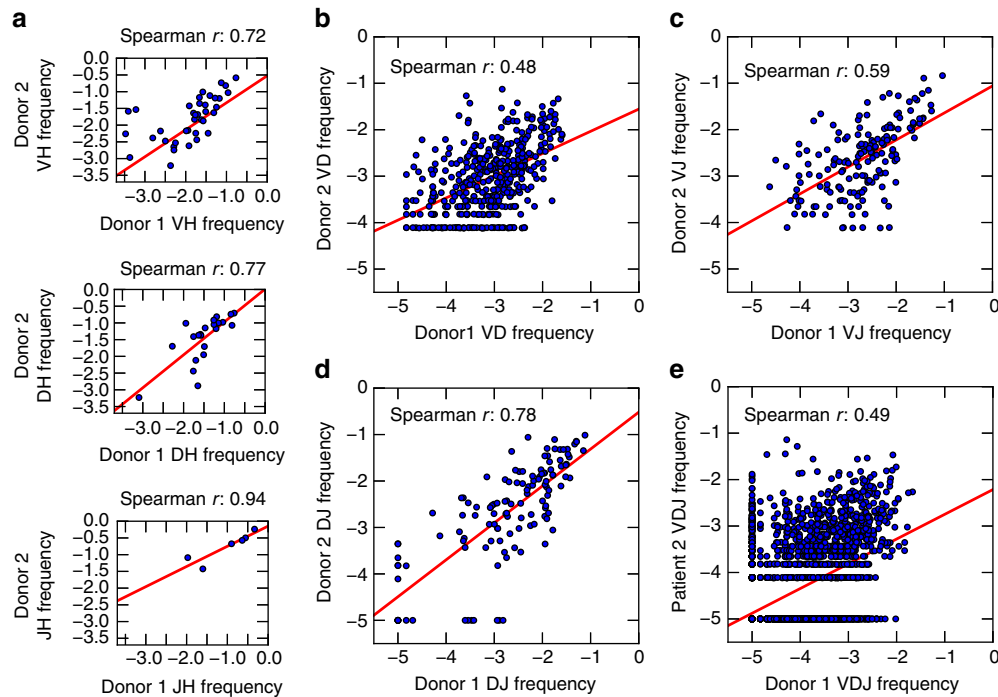 a
Spearman r: 0.72
Donor 2
VH frequency
0.0
−0.5
−1.0
−1.5
−2.0
−2.5
−3.0
−3.5
−3.0 −2.0 −1.0 0.0
Donor 1 VH frequency
Spearman r: 0.77
Donor 2
DH frequency
0.0
−0.5
−1.0
−1.5
−2.0
−2.5
−3.0
−3.5
−3.0 −2.0 −1.0 0.0
Donor 1 DH frequency
Spearman r: 0.94
Donor 2
JH frequency
0.0
−0.5
−1.0
−1.5
−2.0
−2.5
−3.0
−3.5
−3.0 −2.0 −1.0 0.0
Donor 1 JH frequency
b
Spearman r: 0.48
Donor 2 VD frequency
0
−1
−2
−3
−4
−5
−5 −4 −3 −2 −1 0
Donor1 VD frequency
c
Spearman r: 0.59
Donor 2 VJ frequency
0
−1
−2
−3
−4
−5
−5 −4 −3 −2 −1 0
Donor 1 VJ frequency
d
Spearman r: 0.78
Donor 2 DJ frequency
0
−1
−2
−3
−4
−5
−5 −4 −3 −2 −1 0
Donor 1 DJ frequency
e
Spearman r: 0.49
Patient 2 VDJ frequency
0
−1
−2
−3
−4
−5
−5 −4 −3 −2 −1 0
Donor 1 VDJ frequency